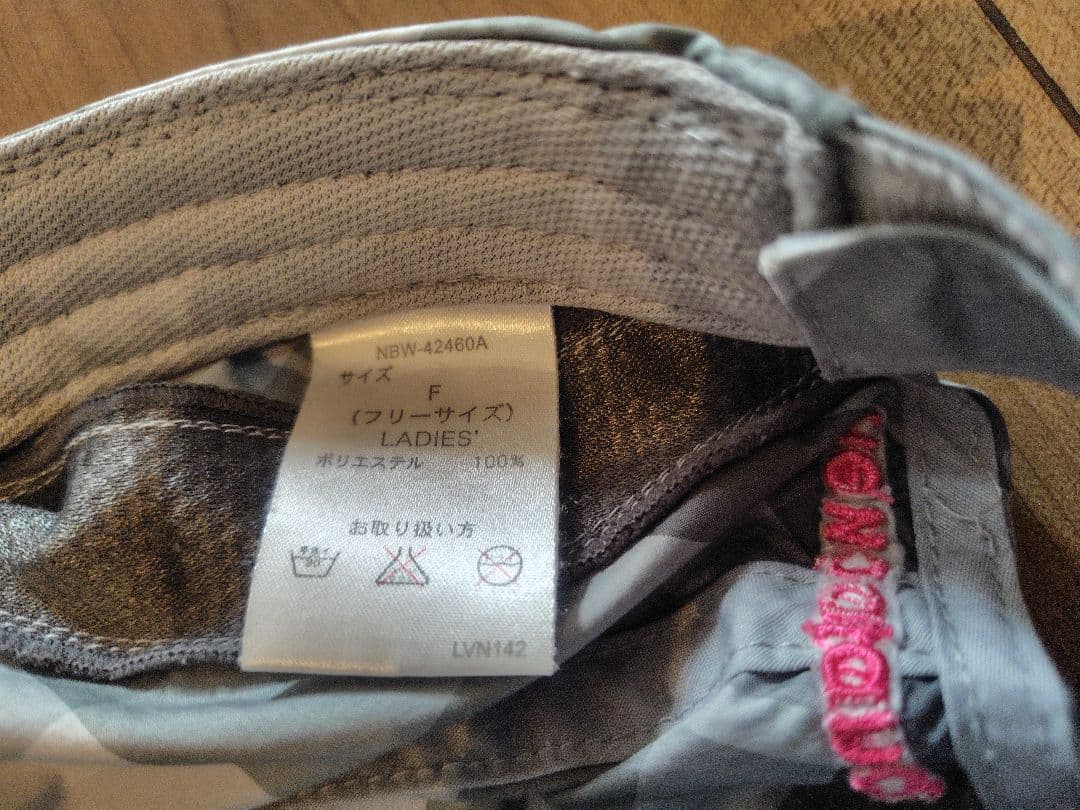 NBW-42460A
サイズ
F
(フリーサイズ)
LADIES'
ポリエステル 100%
お取り扱い方
LVN142